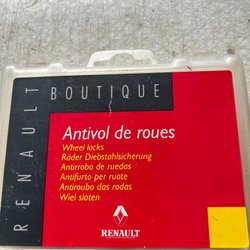 RENAULT
BOUTIQUE
Antivol de roues
Wheel locks
Räder Diebstahlsicherung
Antirrobo de ruedas
Antifurto per ruote
Antiroubo das rodas
Wiel sloten
RENAULT